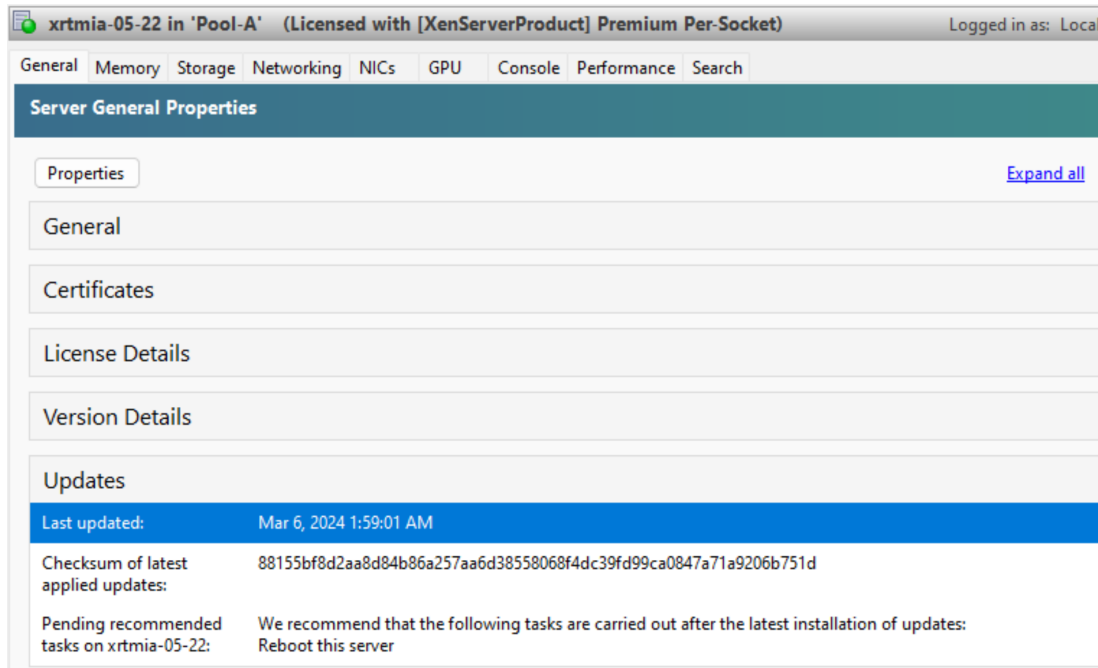 xrtmia-05-22 in 'Pool-A' (Licensed with [XenServerProduct] Premium Per-Socket) Logged in as: Local
General Memory Storage Networking NICs GPU Console Performance Search
Server General Properties
Properties Expand all
General
Certificates
License Details
Version Details
Updates
Last updated: Mar 6, 2024 1:59:01 AM
Checksum of latest 88155bf8d2aa8d84b86a257aa6d38558068f4dc39fd99ca0847a71a9206b751d
applied updates:
Pending recommended We recommend that the following tasks are carried out after the latest installation of updates:
tasks on xrtmia-05-22: Reboot this server